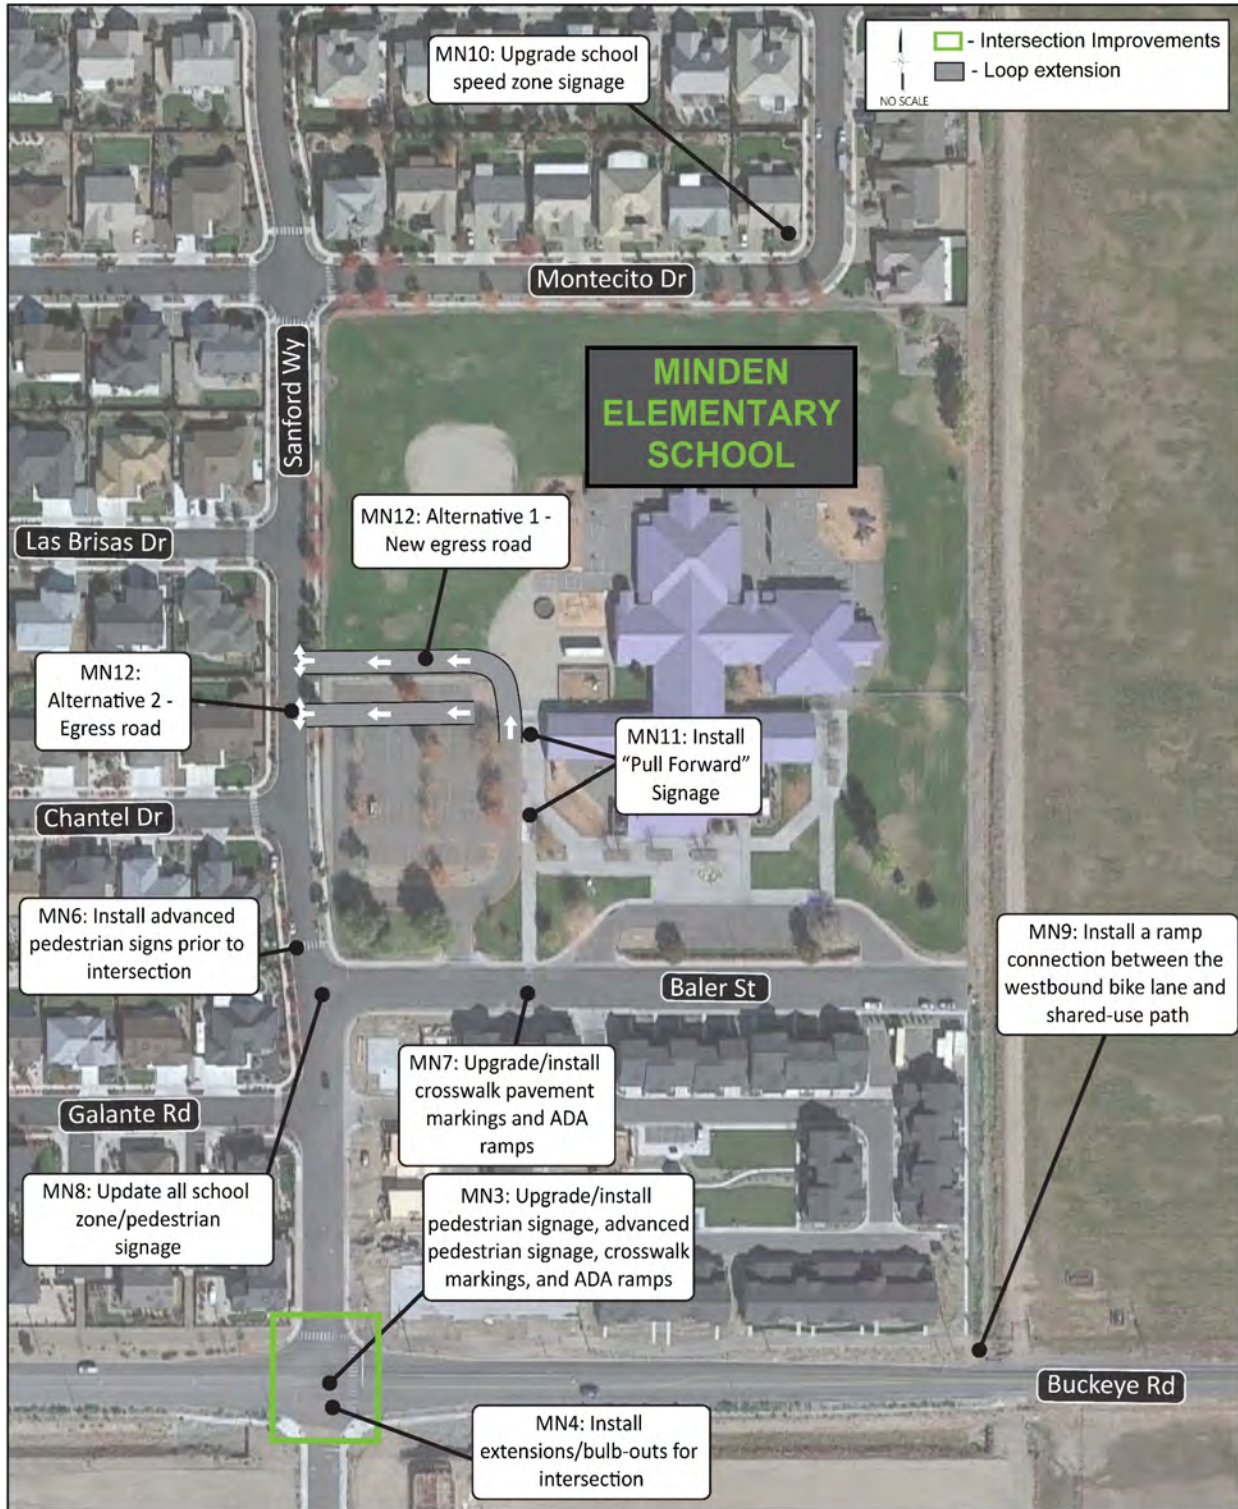 MN10: Upgrade school
speed zone signage
NO SCALE
- Intersection Improvements
- Loop extension
Montecito Dr
Sanford Wy
MINDEN
ELEMENTARY
SCHOOL
MN12: Alternative 1 -
New egress road
Las Brisas Dr
MN12:
Alternative 2 -
Egress road
MN11: Install
“Pull Forward”
Signage
Chantel Dr
MN6: Install advanced
pedestrian signs prior to
intersection
MN9: Install a ramp
connection between the
westbound bike lane and
shared-use path
Baler St
MN7: Upgrade/install
crosswalk pavement
markings and ADA
ramps
Galante Rd
MN8: Update all school
zone/pedestrian
signage
MN3: Upgrade/install
pedestrian signage, advanced
pedestrian signage, crosswalk
markings, and ADA ramps
Buckeye Rd
MN4: Install
extensions/bulb-outs for
intersection